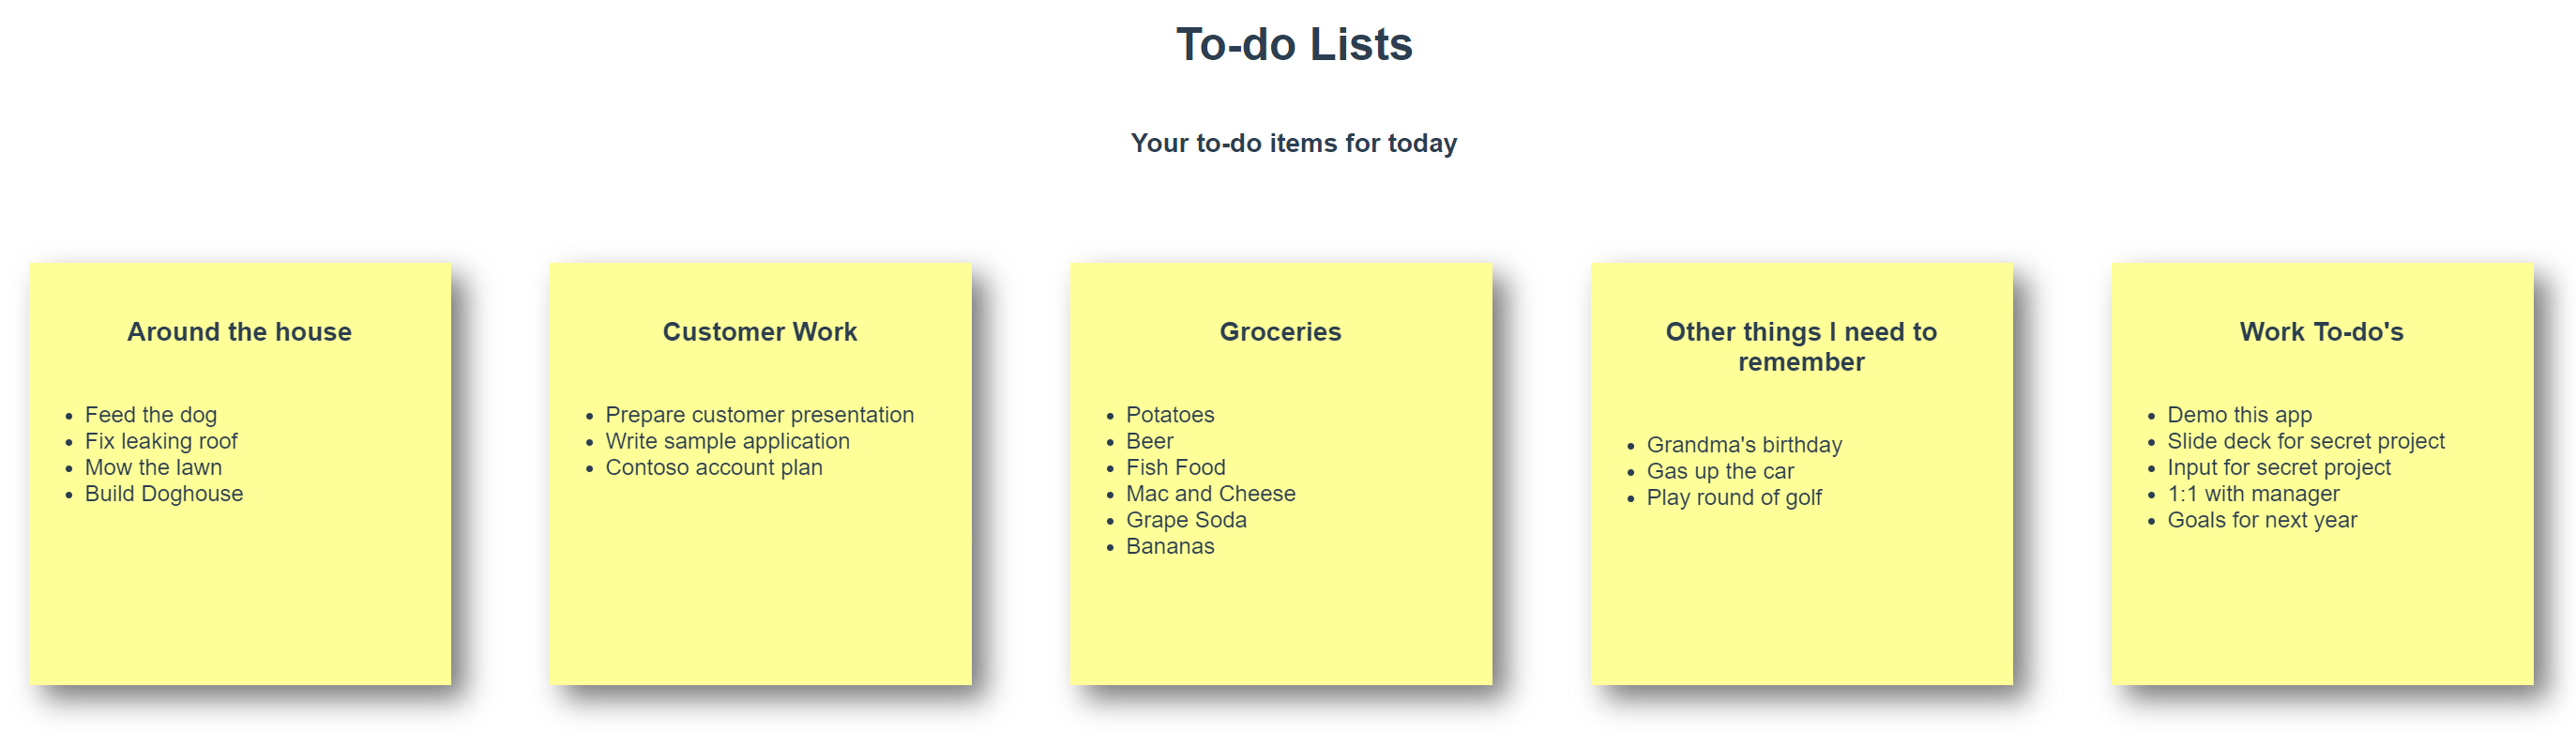 To-do Lists
Your to-do items for today
Around the house
Feed the dog
Fix leaking roof
Mow the lawn
Build Doghouse
Customer Work
Prepare customer presentation
Write sample application
Contoso account plan
Groceries
Potatoes
Beer
Fish Food
Mac and Cheese
Grape Soda
Bananas
Other things I need to
remember
Grandma's birthday
Gas up the car
Play round of golf
Work To-do's
Demo this app
Slide deck for secret project
Input for secret project
1:1 with manager
Goals for next year